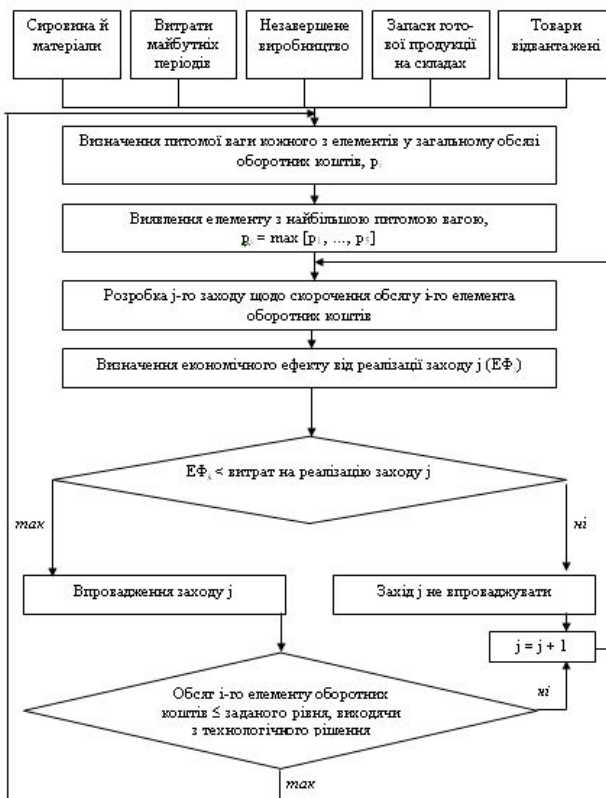 Сировина й
матеріали
Витрати
майбутніх
періодів
Незавершене
виробництво
Запаси гото-
вої продукції
на складах
Товари
відвантажені
Визначення питомої ваги кожного з елементів у загальному обсязі
оборотних коштів, p
Виявлення елементу з найбільшою питомою вагою,
p = max [p₁, ..., p₅]
Розробка j-го заходу щодо скорочення обсягу і-го елемента
оборотних коштів
Визначення економічного ефекту від реалізації заходу j (ЕФ )
ЕФ < витрат на реалізацію заходу j
так
ні
Впровадження заходу j
Захід j не впроваджувати
j = j + 1
Обсяг і-го елементу оборотних
коштів ≤ заданого рівня, виходячи
з технологічного рішення
ні
так